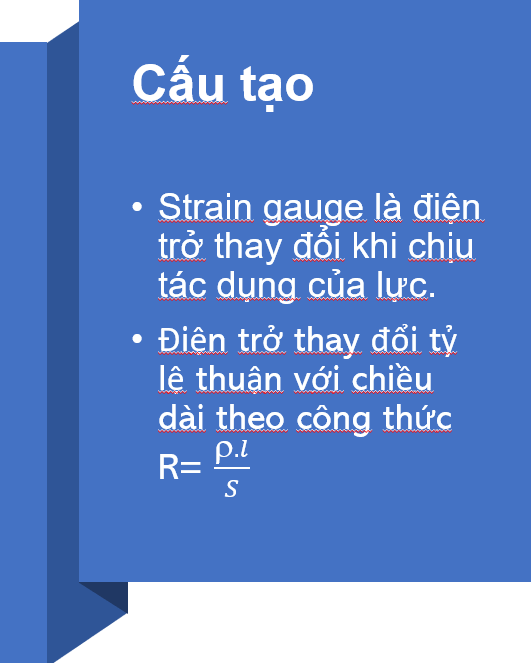 Cấu tạo
• Strain gauge là điện
trở thay đổi khi chịu
tác dụng của lực.
• Điện trở thay đổi tỷ
lệ thuận với chiều
dài theo công thức
R= ρ.l/S